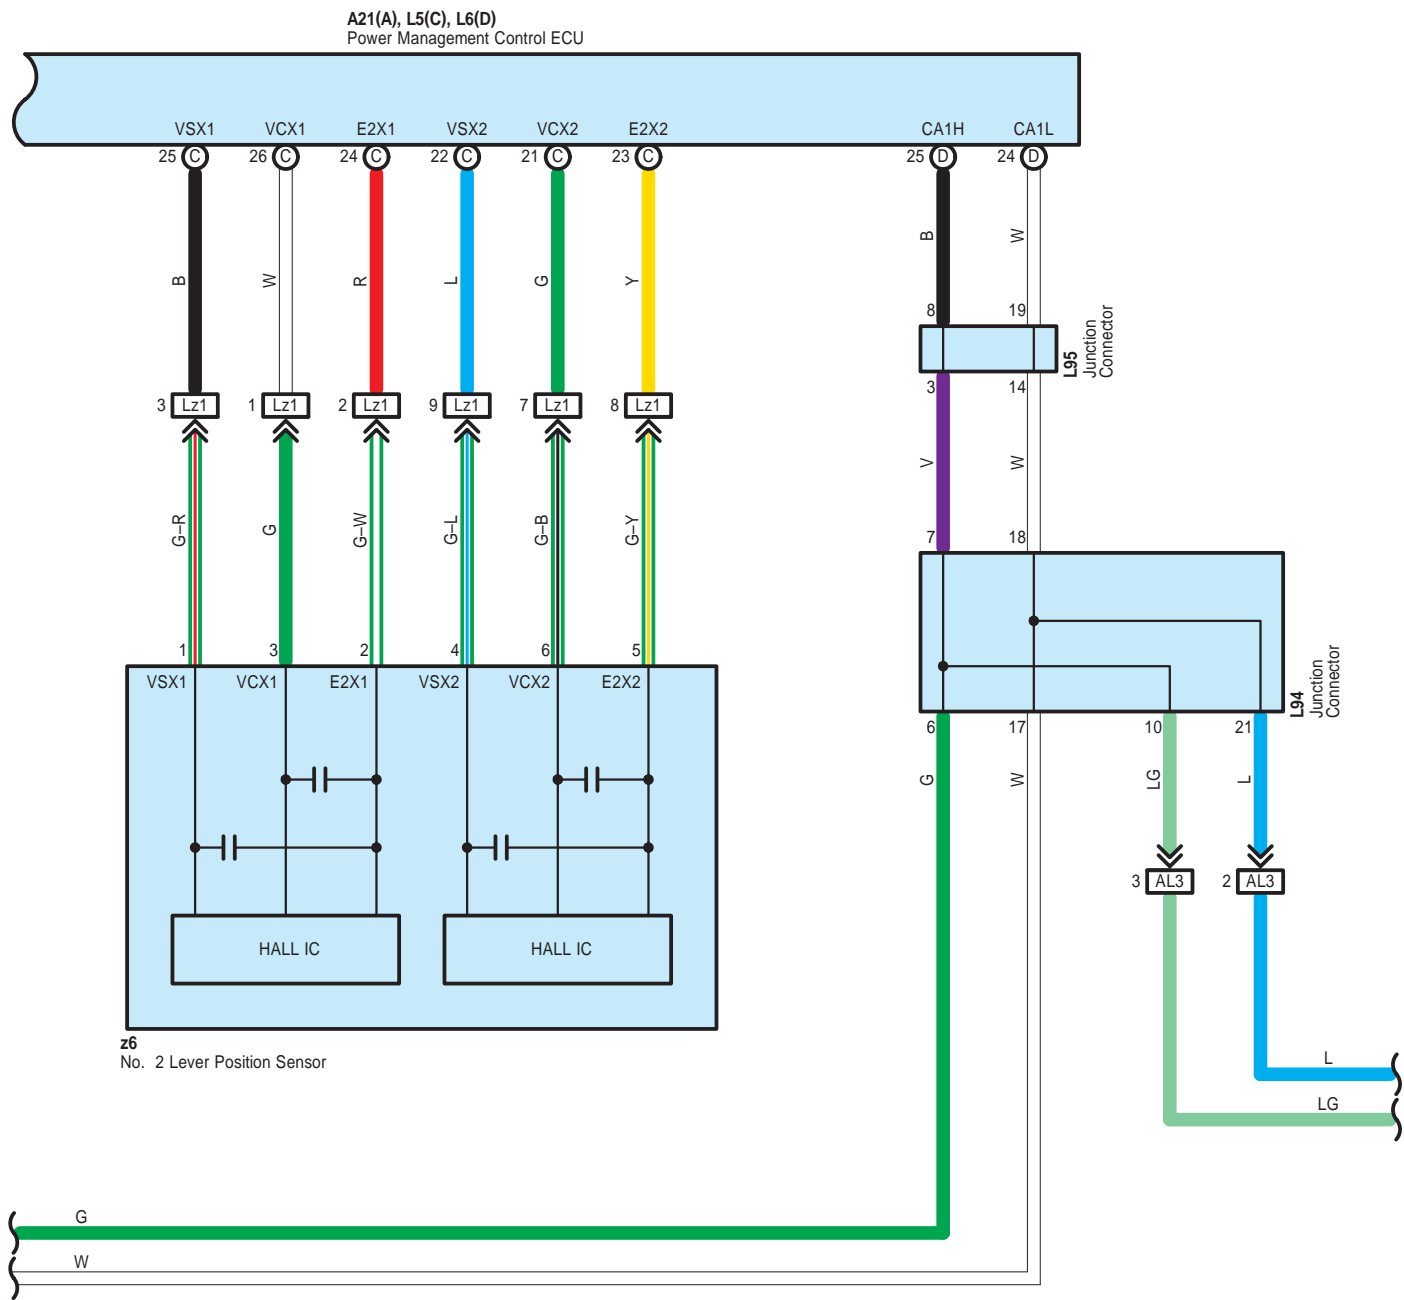 A21(A), L5(C), L6(D)
Power Management Control ECU
VSX1 VCX1 E2X1 VSX2 VCX2 E2X2 CA1H CA1L
25 C 26 C 24 C 22 C 21 C 23 C 25 D 24 D
B W
B W R L G Y
8 19
L95
Junction
Connector
3 14
3 Lz1 1 Lz1 2 Lz1 9 Lz1 7 Lz1 8 Lz1
V W
G–R G G–W G–L G–B G–Y
7 18
1 3 2 4 6 5
VSX1 VCX1 E2X1 VSX2 VCX2 E2X2
L94
Junction
Connector
6 17 10 21
G W LG L
3 AL3 2 AL3
HALL IC HALL IC
z6
No. 2 Lever Position Sensor
L
LG
G
W